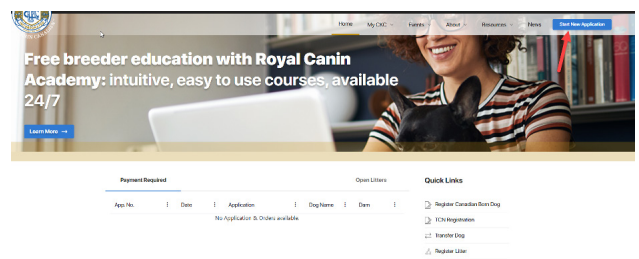 Home My CKC Events About Resources News Start New Application
Free breeder education with Royal Canin
Academy: intuitive, easy to use courses, available
24/7
Learn More →
Payment Required Open Litters
App No. Date Application Dog Name Dam
No Application & Orders available
Quick Links
Register Canadian Born Dog
TCN Registration
Transfer Dog
Register Litter